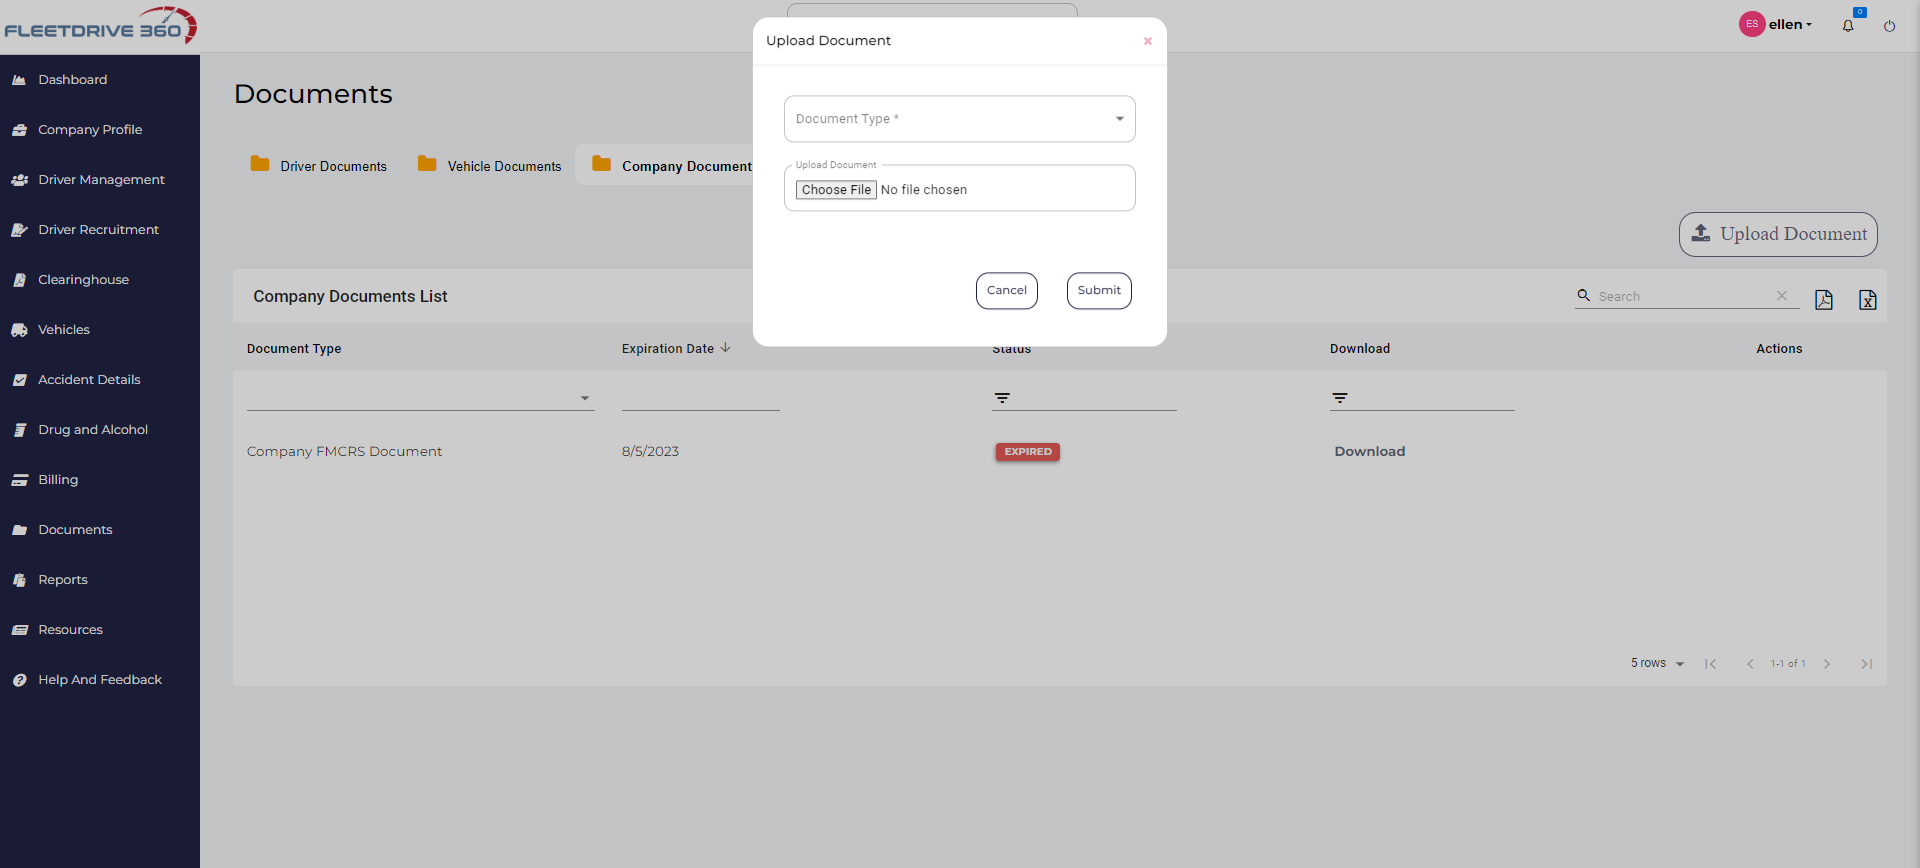 FLEETDRIVE 360
ES ellen
0
Dashboard
Company Profile
Driver Management
Driver Recruitment
Clearinghouse
Vehicles
Accident Details
Drug and Alcohol
Billing
Documents
Reports
Resources
Help And Feedback
Documents
Driver Documents
Vehicle Documents
Company Document
Upload Document
Upload Document
×
Document Type *
Upload Document
Choose File No file chosen
Cancel
Submit
Company Documents List
Search
Document Type
Expiration Date
Status
Download
Actions
Company FMCRS Document
8/5/2023
EXPIRED
Download
5 rows
1-1 of 1